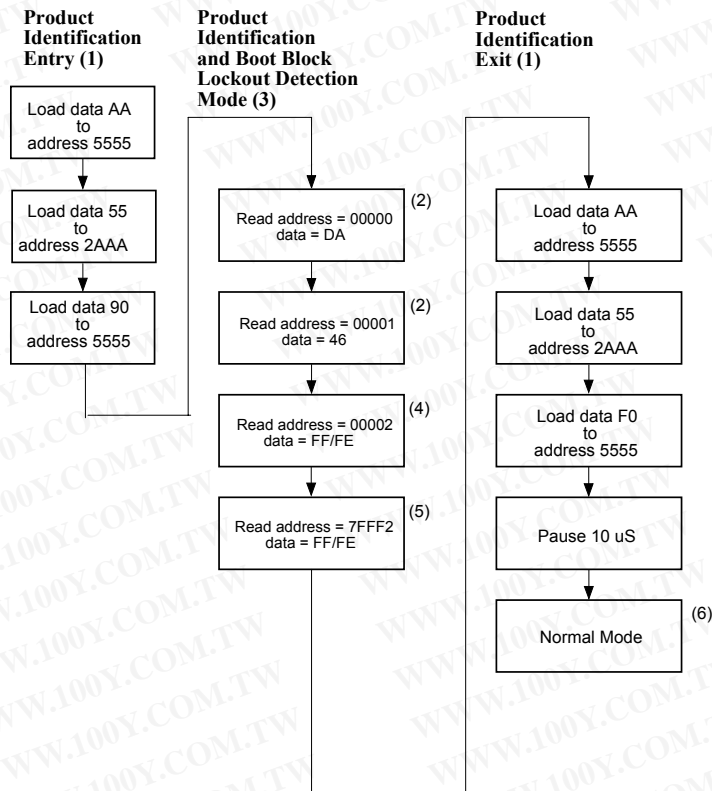 Product
Identification
Entry (1)
Load data AA
to
address 5555
Load data 55
to
address 2AAA
Load data 90
to
address 5555
Product
Identification
and Boot Block
Lockout Detection
Mode (3)
Read address = 00000
data = DA
(2)
Read address = 00001
data = 46
(2)
Read address = 00002
data = FF/FE
(4)
Read address = 7FFF2
data = FF/FE
(5)
Product
Identification
Exit (1)
Load data AA
to
address 5555
Load data 55
to
address 2AAA
Load data F0
to
address 5555
Pause 10 uS
Normal Mode
(6)
WWW.100Y.COM.TW